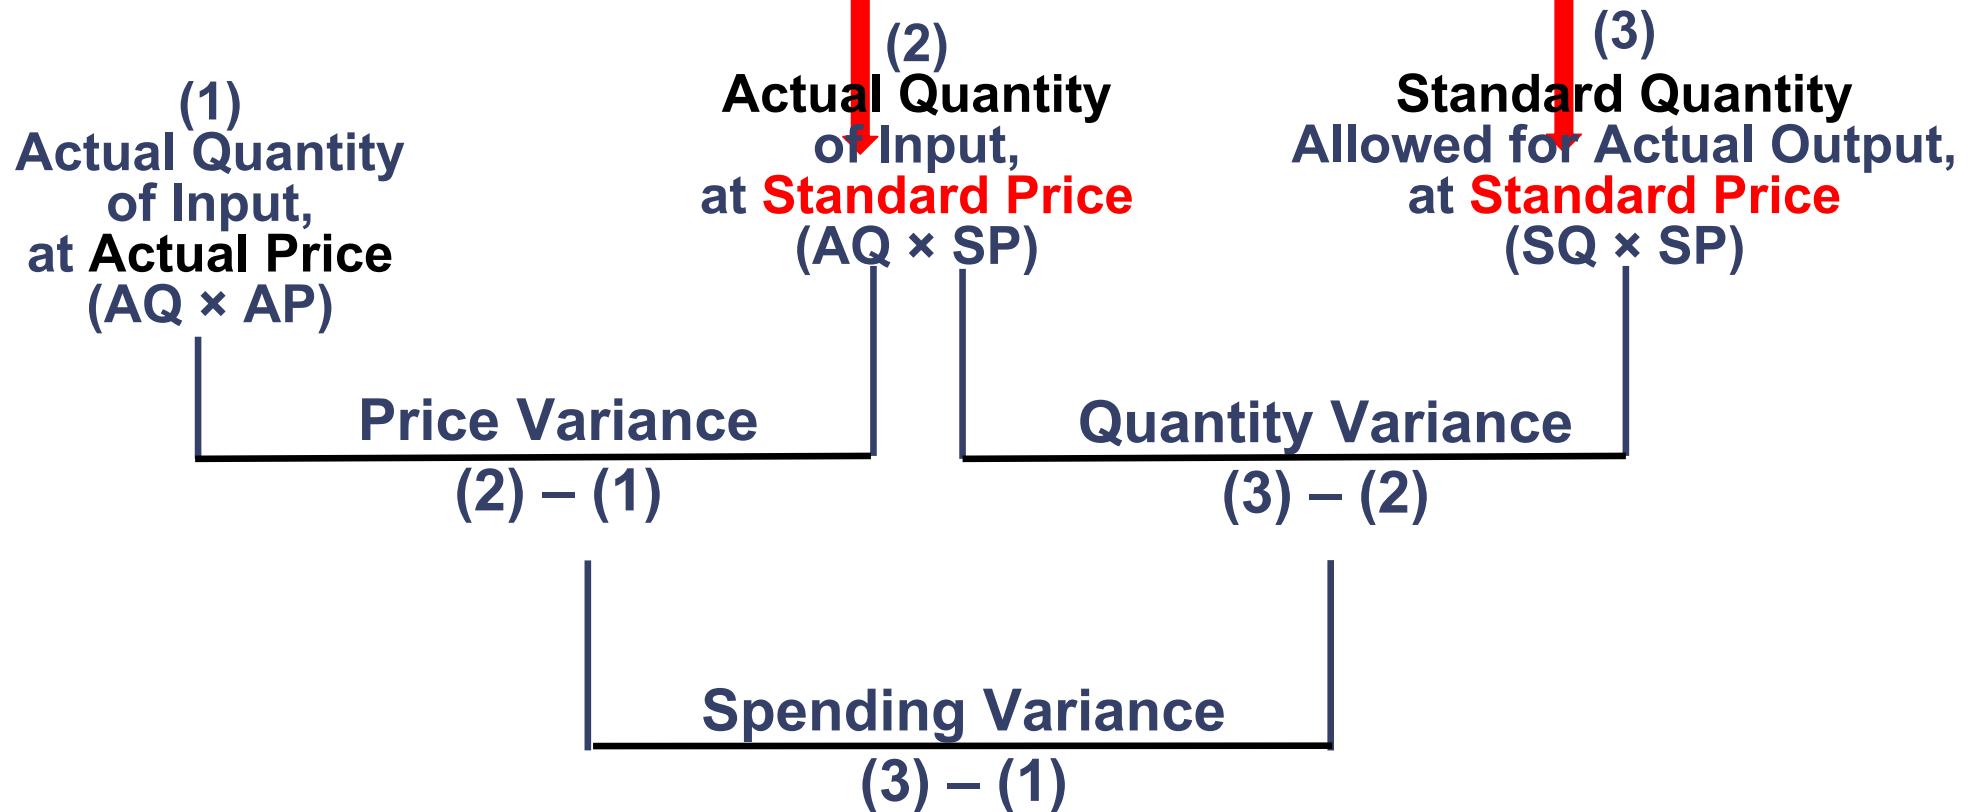 (1)
Actual Quantity
of Input,
at Actual Price
(AQ × AP)
(2)
Actual Quantity
of Input,
at Standard Price
(AQ × SP)
(3)
Standard Quantity
Allowed for Actual Output,
at Standard Price
(SQ × SP)
Price Variance
(2) – (1)
Quantity Variance
(3) – (2)
Spending Variance
(3) – (1)